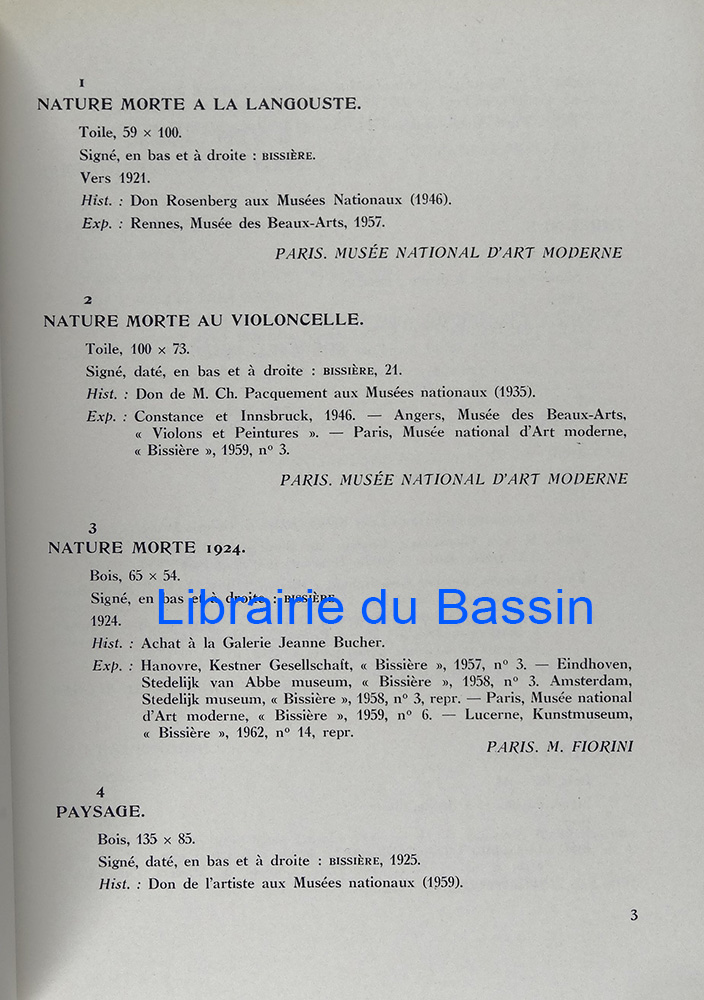 1
NATURE MORTE A LA LANGOUSTE.
Toile, 59 × 100.
Signé, en bas et à droite : BISSIÈRE.
Vers 1921.
Hist. : Don Rosenberg aux Musées Nationaux (1946).
Exp. : Rennes, Musée des Beaux-Arts, 1957.
PARIS. MUSÉE NATIONAL D'ART MODERNE
2
NATURE MORTE AU VIOLONCELLE.
Toile, 100 × 73.
Signé, daté, en bas et à droite : BISSIÈRE, 21.
Hist. : Don de M. Ch. Pacquement aux Musées nationaux (1935).
Exp. : Constance et Innsbruck, 1946. — Angers, Musée des Beaux-Arts,
« Violons et Peintures ». — Paris, Musée national d'Art moderne,
« Bissière », 1959, nº 3.
PARIS. MUSÉE NATIONAL D'ART MODERNE
3
NATURE MORTE 1924.
Bois, 65 × 54.
Signé, en bas et à droite : BISSIÈRE.
Librairie du Bassin
1924.
Hist. : Achat à la Galerie Jeanne Bucher.
Exp. : Hanovre, Kestner Gesellschaft, « Bissière », 1957, nº 3. — Eindhoven,
Stedelijk van Abbe museum, « Bissière », 1958, nº 3. Amsterdam,
Stedelijk museum, « Bissière », 1958, nº 3, repr. — Paris, Musée national
d'Art moderne, « Bissière », 1959, nº 6. — Lucerne, Kunstmuseum,
« Bissière », 1962, nº 14, repr.
PARIS. M. FIORINI
4
PAYSAGE.
Bois, 135 × 85.
Signé, daté, en bas et à droite : BISSIÈRE, 1925.
Hist. : Don de l'artiste aux Musées nationaux (1959).
3